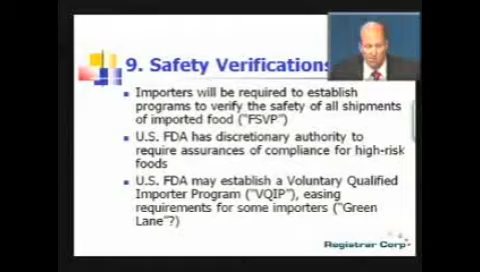 9. Safety Verifications
Importers will be required to establish
programs to verify the safety of all shipments
of imported food ("FSVP")
U.S. FDA has discretionary authority to
require assurances of compliance for high-risk
foods
U.S. FDA may establish a Voluntary Qualified
Importer Program ("VQIP"), easing
requirements for some importers ("Green
Lane"?)
Registrar Corp